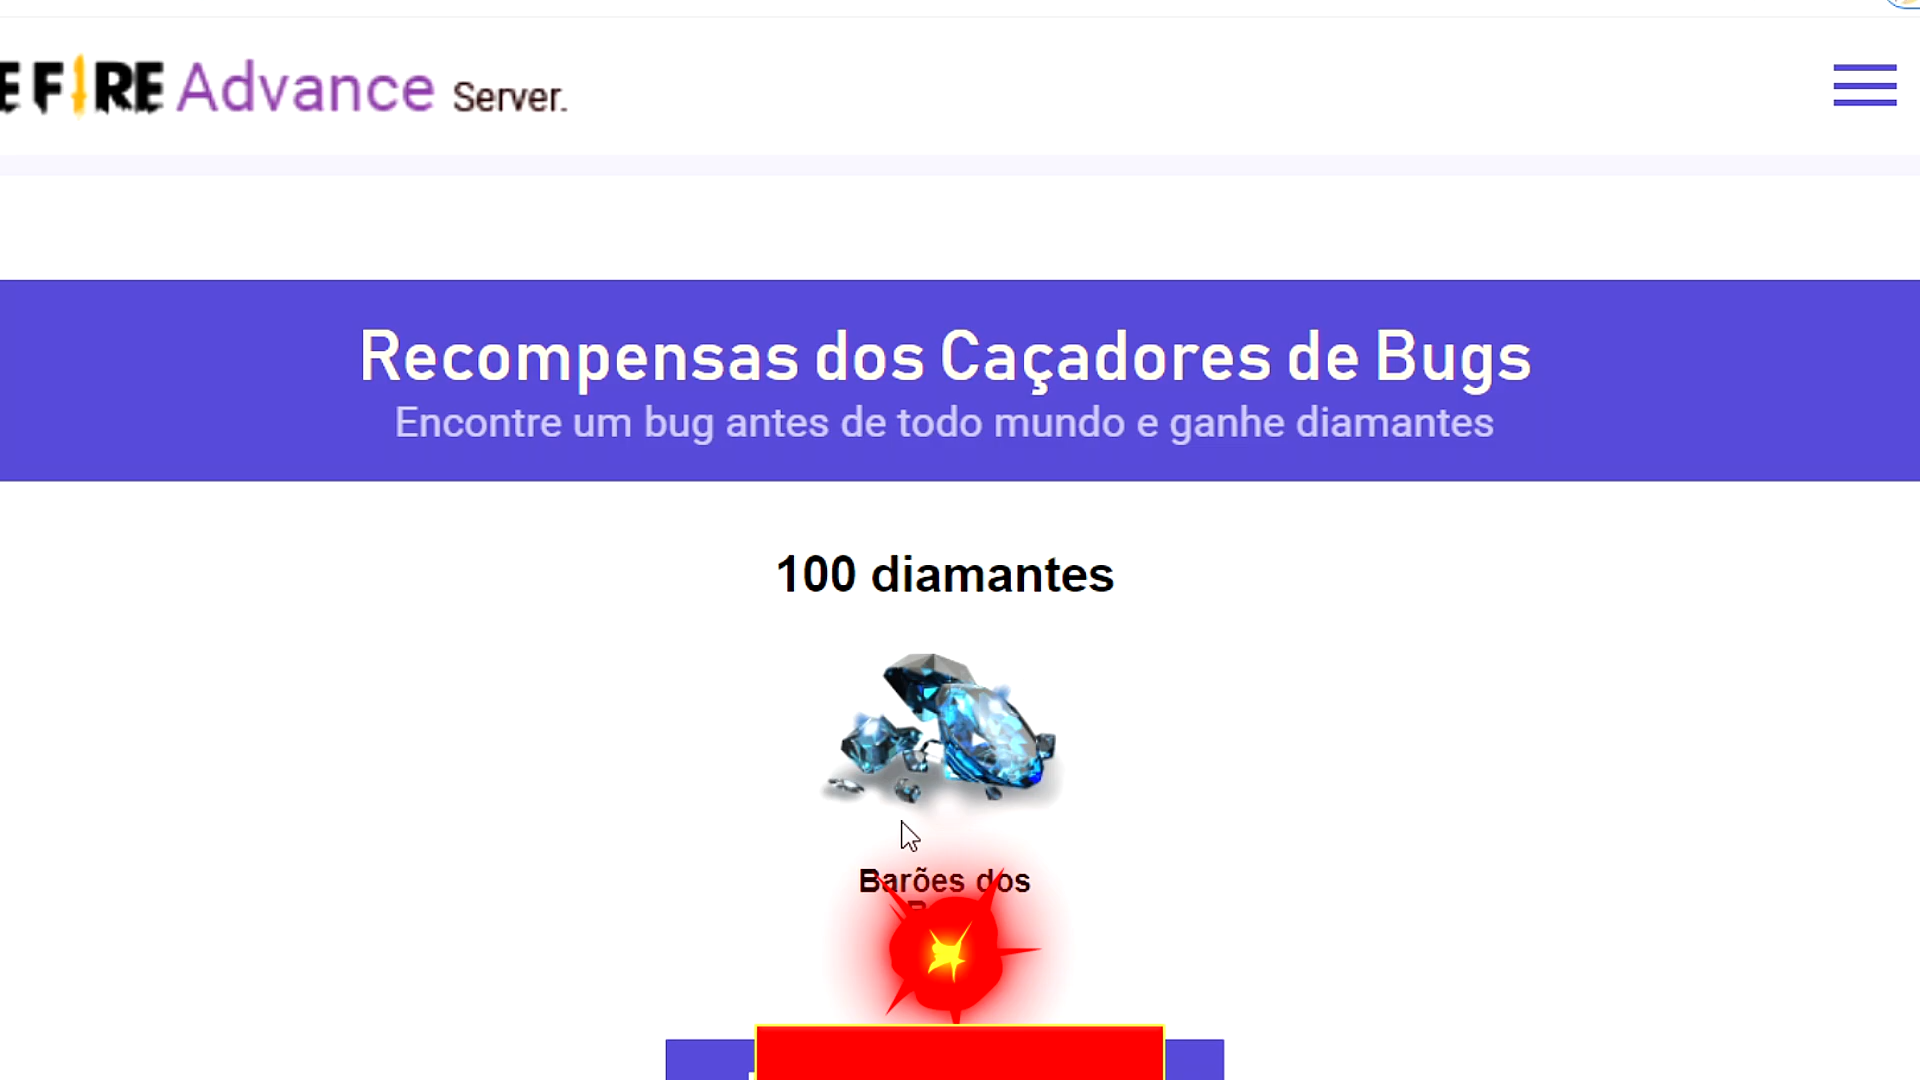 E FIRE Advance Server.
Recompensas dos Caçadores de Bugs
Encontre um bug antes de todo mundo e ganhe diamantes
100 diamantes
Barões dos